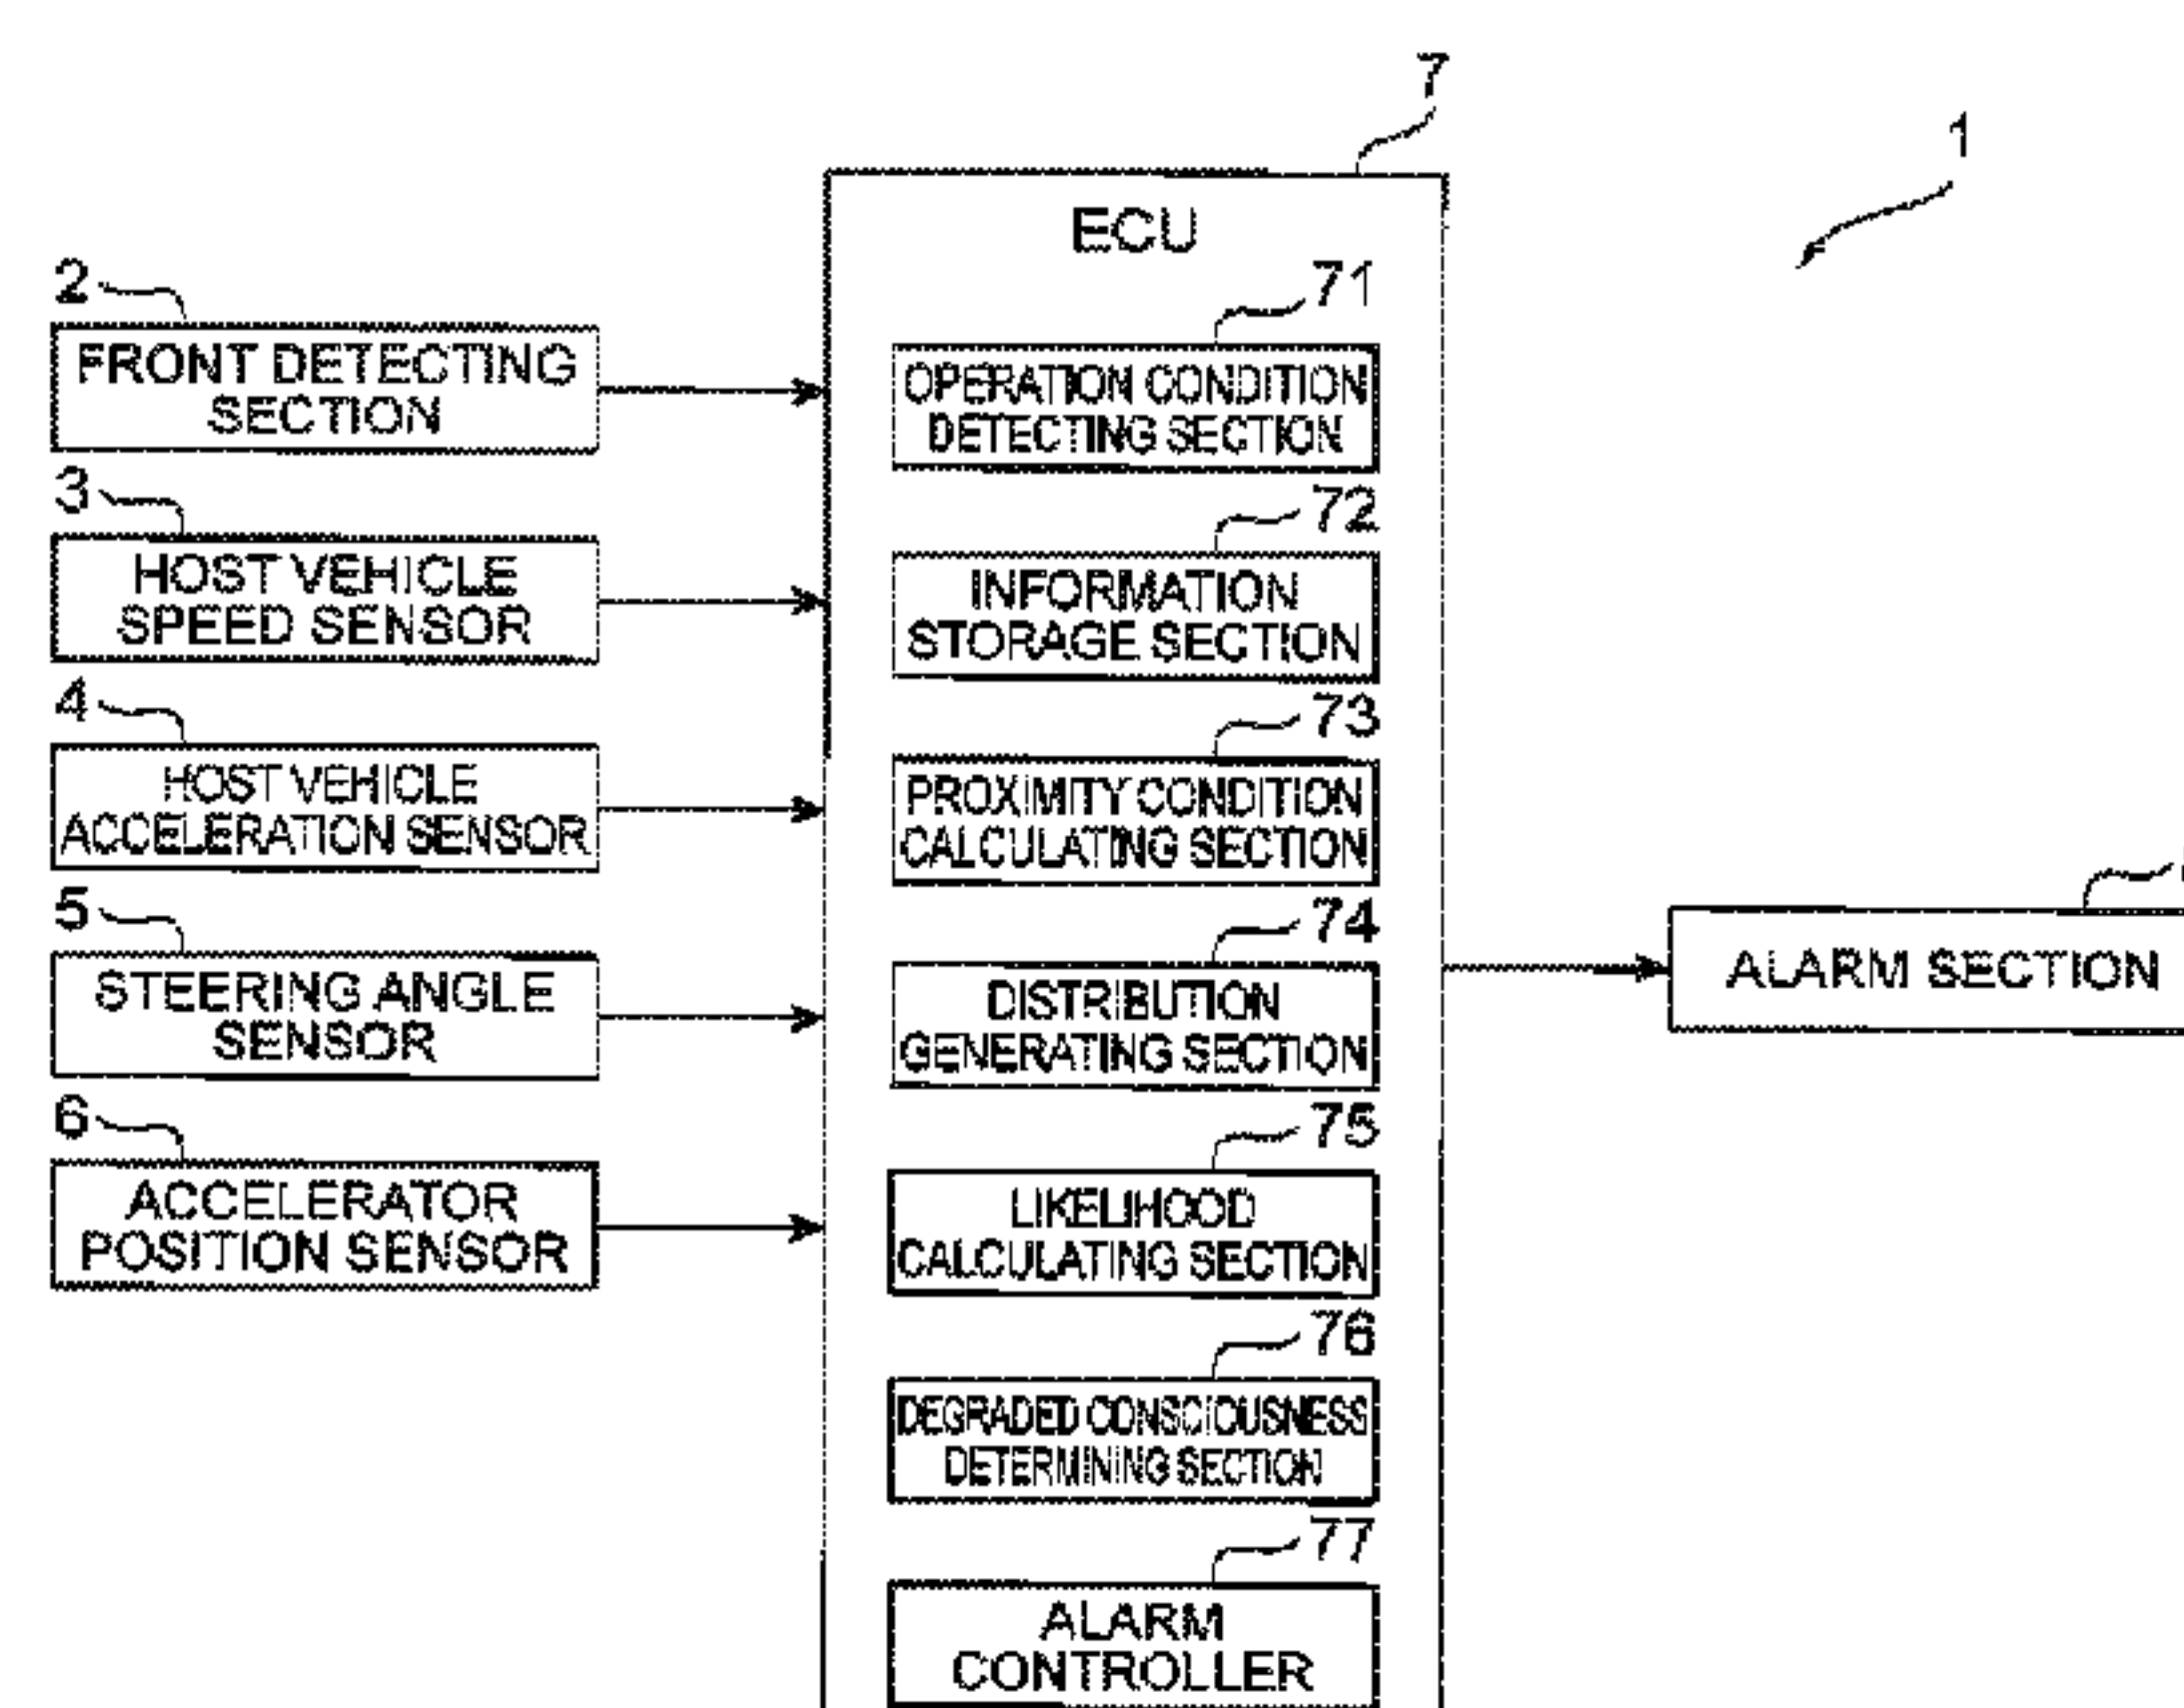 7
1
ECU
2
FRONT DETECTING
SECTION
3
HOST VEHICLE
SPEED SENSOR
4
HOST VEHICLE
ACCELERATION SENSOR
5
STEERING ANGLE
SENSOR
6
ACCELERATOR
POSITION SENSOR
71
OPERATION CONDITION
DETECTING SECTION
72
INFORMATION
STORAGE SECTION
73
PROXIMITY CONDITION
CALCULATING SECTION
74
DISTRIBUTION
GENERATING SECTION
75
LIKELIHOOD
CALCULATING SECTION
76
DEGRADED CONSCIOUSNESS
DETERMINING SECTION
77
ALARM
CONTROLLER
ALARM SECTION